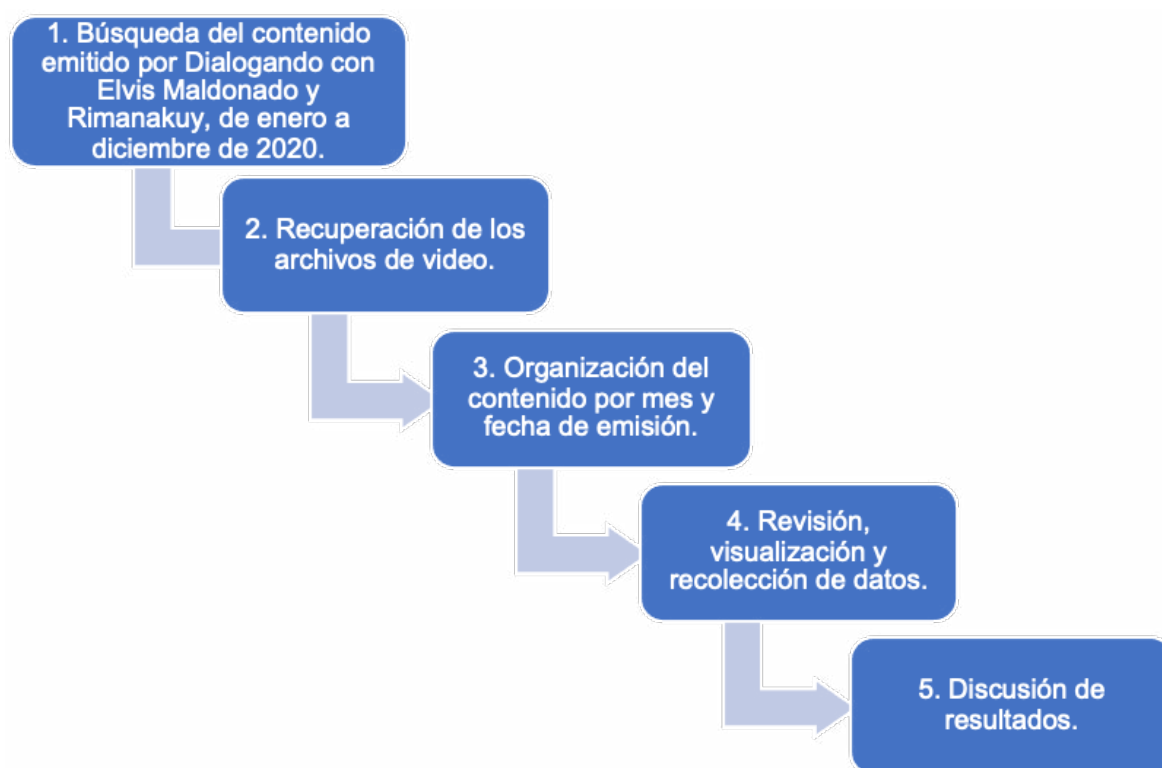 1. Búsqueda del contenido
emitido por Dialogando con
Elvis Maldonado y
Rimanakuy, de enero a
diciembre de 2020.
2. Recuperación de los
archivos de video.
3. Organización del
contenido por mes y
fecha de emisión.
4. Revisión,
visualización y
recolección de datos.
5. Discusión de
resultados.